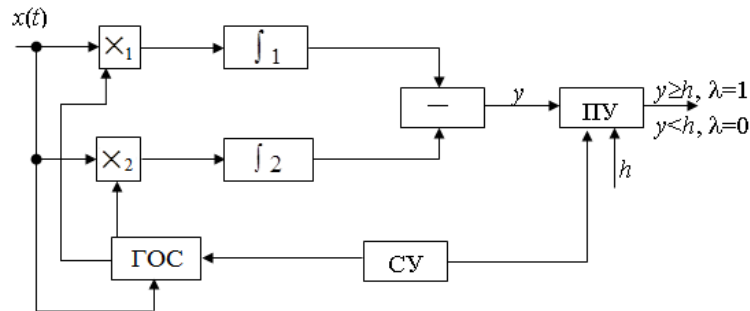 x(t)
×1
∫ 1
—
y
ПУ
y≥h, λ=1
y<h, λ=0
h
×2
∫ 2
ГОС
СУ